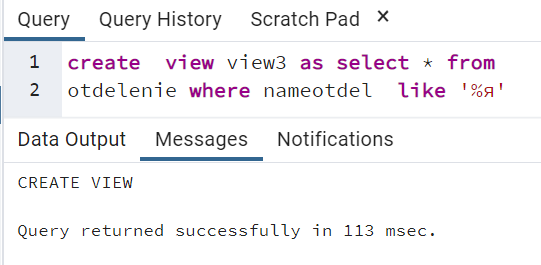 Query Query History Scratch Pad ×
1 create  view view3 as select * from
2 otdelenie where nameotdel  like '%я'
Data Output Messages Notifications
CREATE VIEW
Query returned successfully in 113 msec.